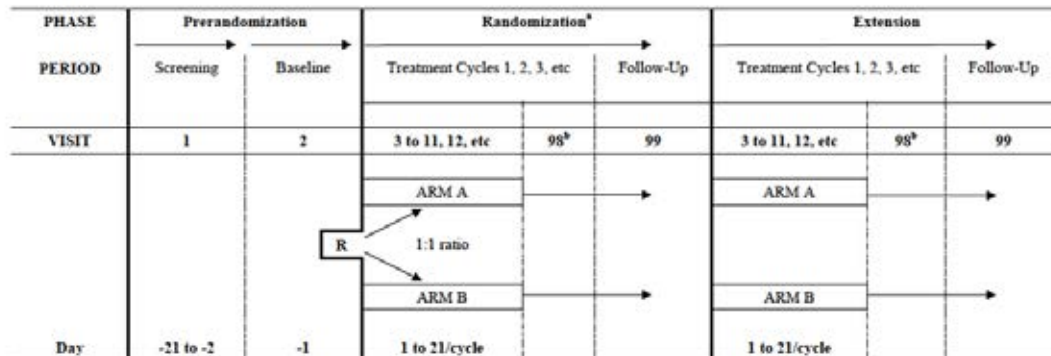 PHASE Prerandomization Randomizationᵃ Extension
PERIOD Screening Baseline Treatment Cycles 1, 2, 3, etc Follow-Up Treatment Cycles 1, 2, 3, etc Follow-Up
VISIT 1 2 3 to 11, 12, etc 98ᵇ 99 3 to 11, 12, etc 98ᵇ 99
ARM A ARM A
R 1:1 ratio
ARM B ARM B
Day -21 to -2 -1 1 to 21/cycle 1 to 21/cycle